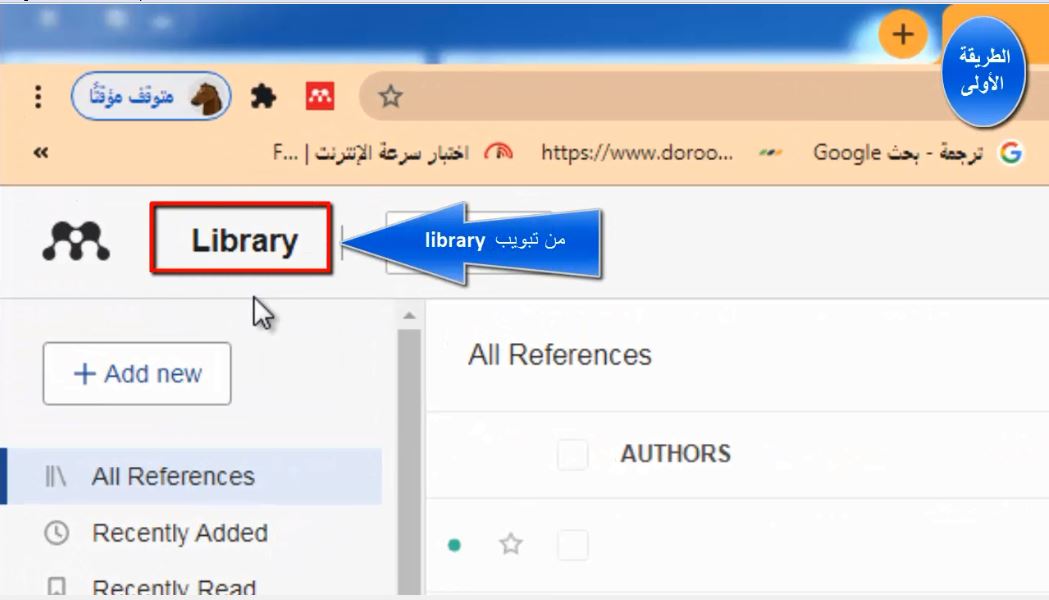 الطريقة
الأولى
متوقف مؤقتًا
F... | اختبار سرعة الإنترنت
https://www.doroo...
ترجمة - بحث Google
Library
من تبويب library
+ Add new
All References
AUTHORS
All References
Recently Added
Recently Read